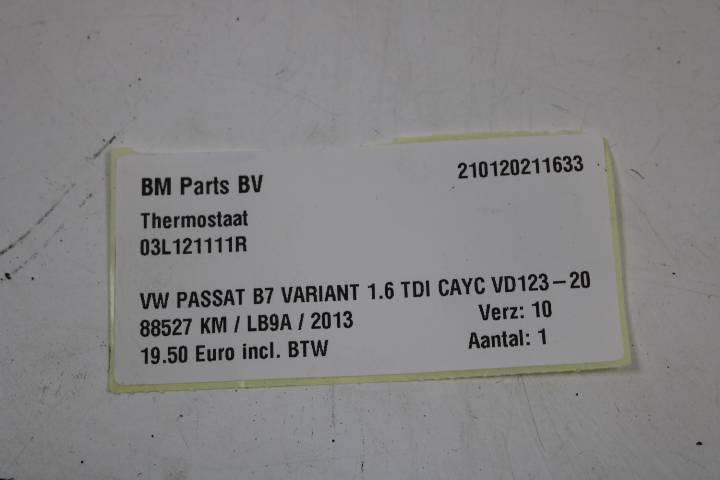 BM Parts BV 210120211633
Thermostaat
03L121111R
VW PASSAT B7 VARIANT 1.6 TDI CAYC VD123-20
88527 KM / LB9A / 2013 Verz: 10
19.50 Euro incl. BTW Aantal: 1